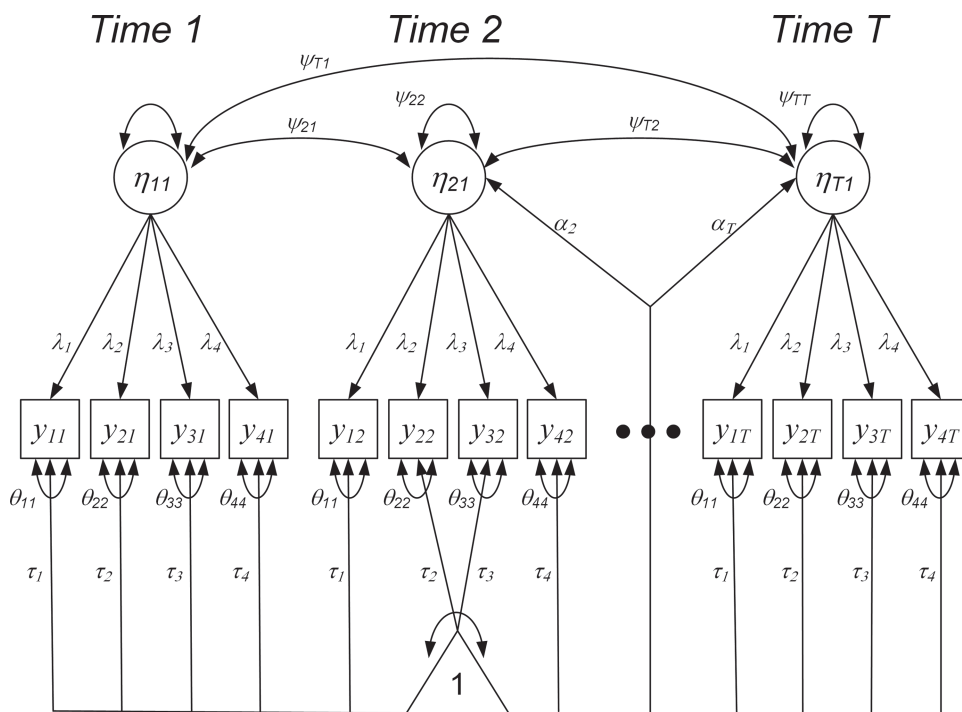 Time 1 Time 2 Time T
ψT1
ψ22 ψTT
ψ21 ψT2
η11 η21 ηT1
α2 αT
λ1 λ2 λ3 λ4 λ1 λ2 λ3 λ4 λ1 λ2 λ3 λ4
y11 y21 y31 y41 y12 y22 y32 y42 y1T y2T y3T y4T
θ11 θ22 θ33 θ44 θ11 θ22 θ33 θ44 θ11 θ22 θ33 θ44
τ1 τ2 τ3 τ4 τ1 τ2 τ3 τ4 τ1 τ2 τ3 τ4
1